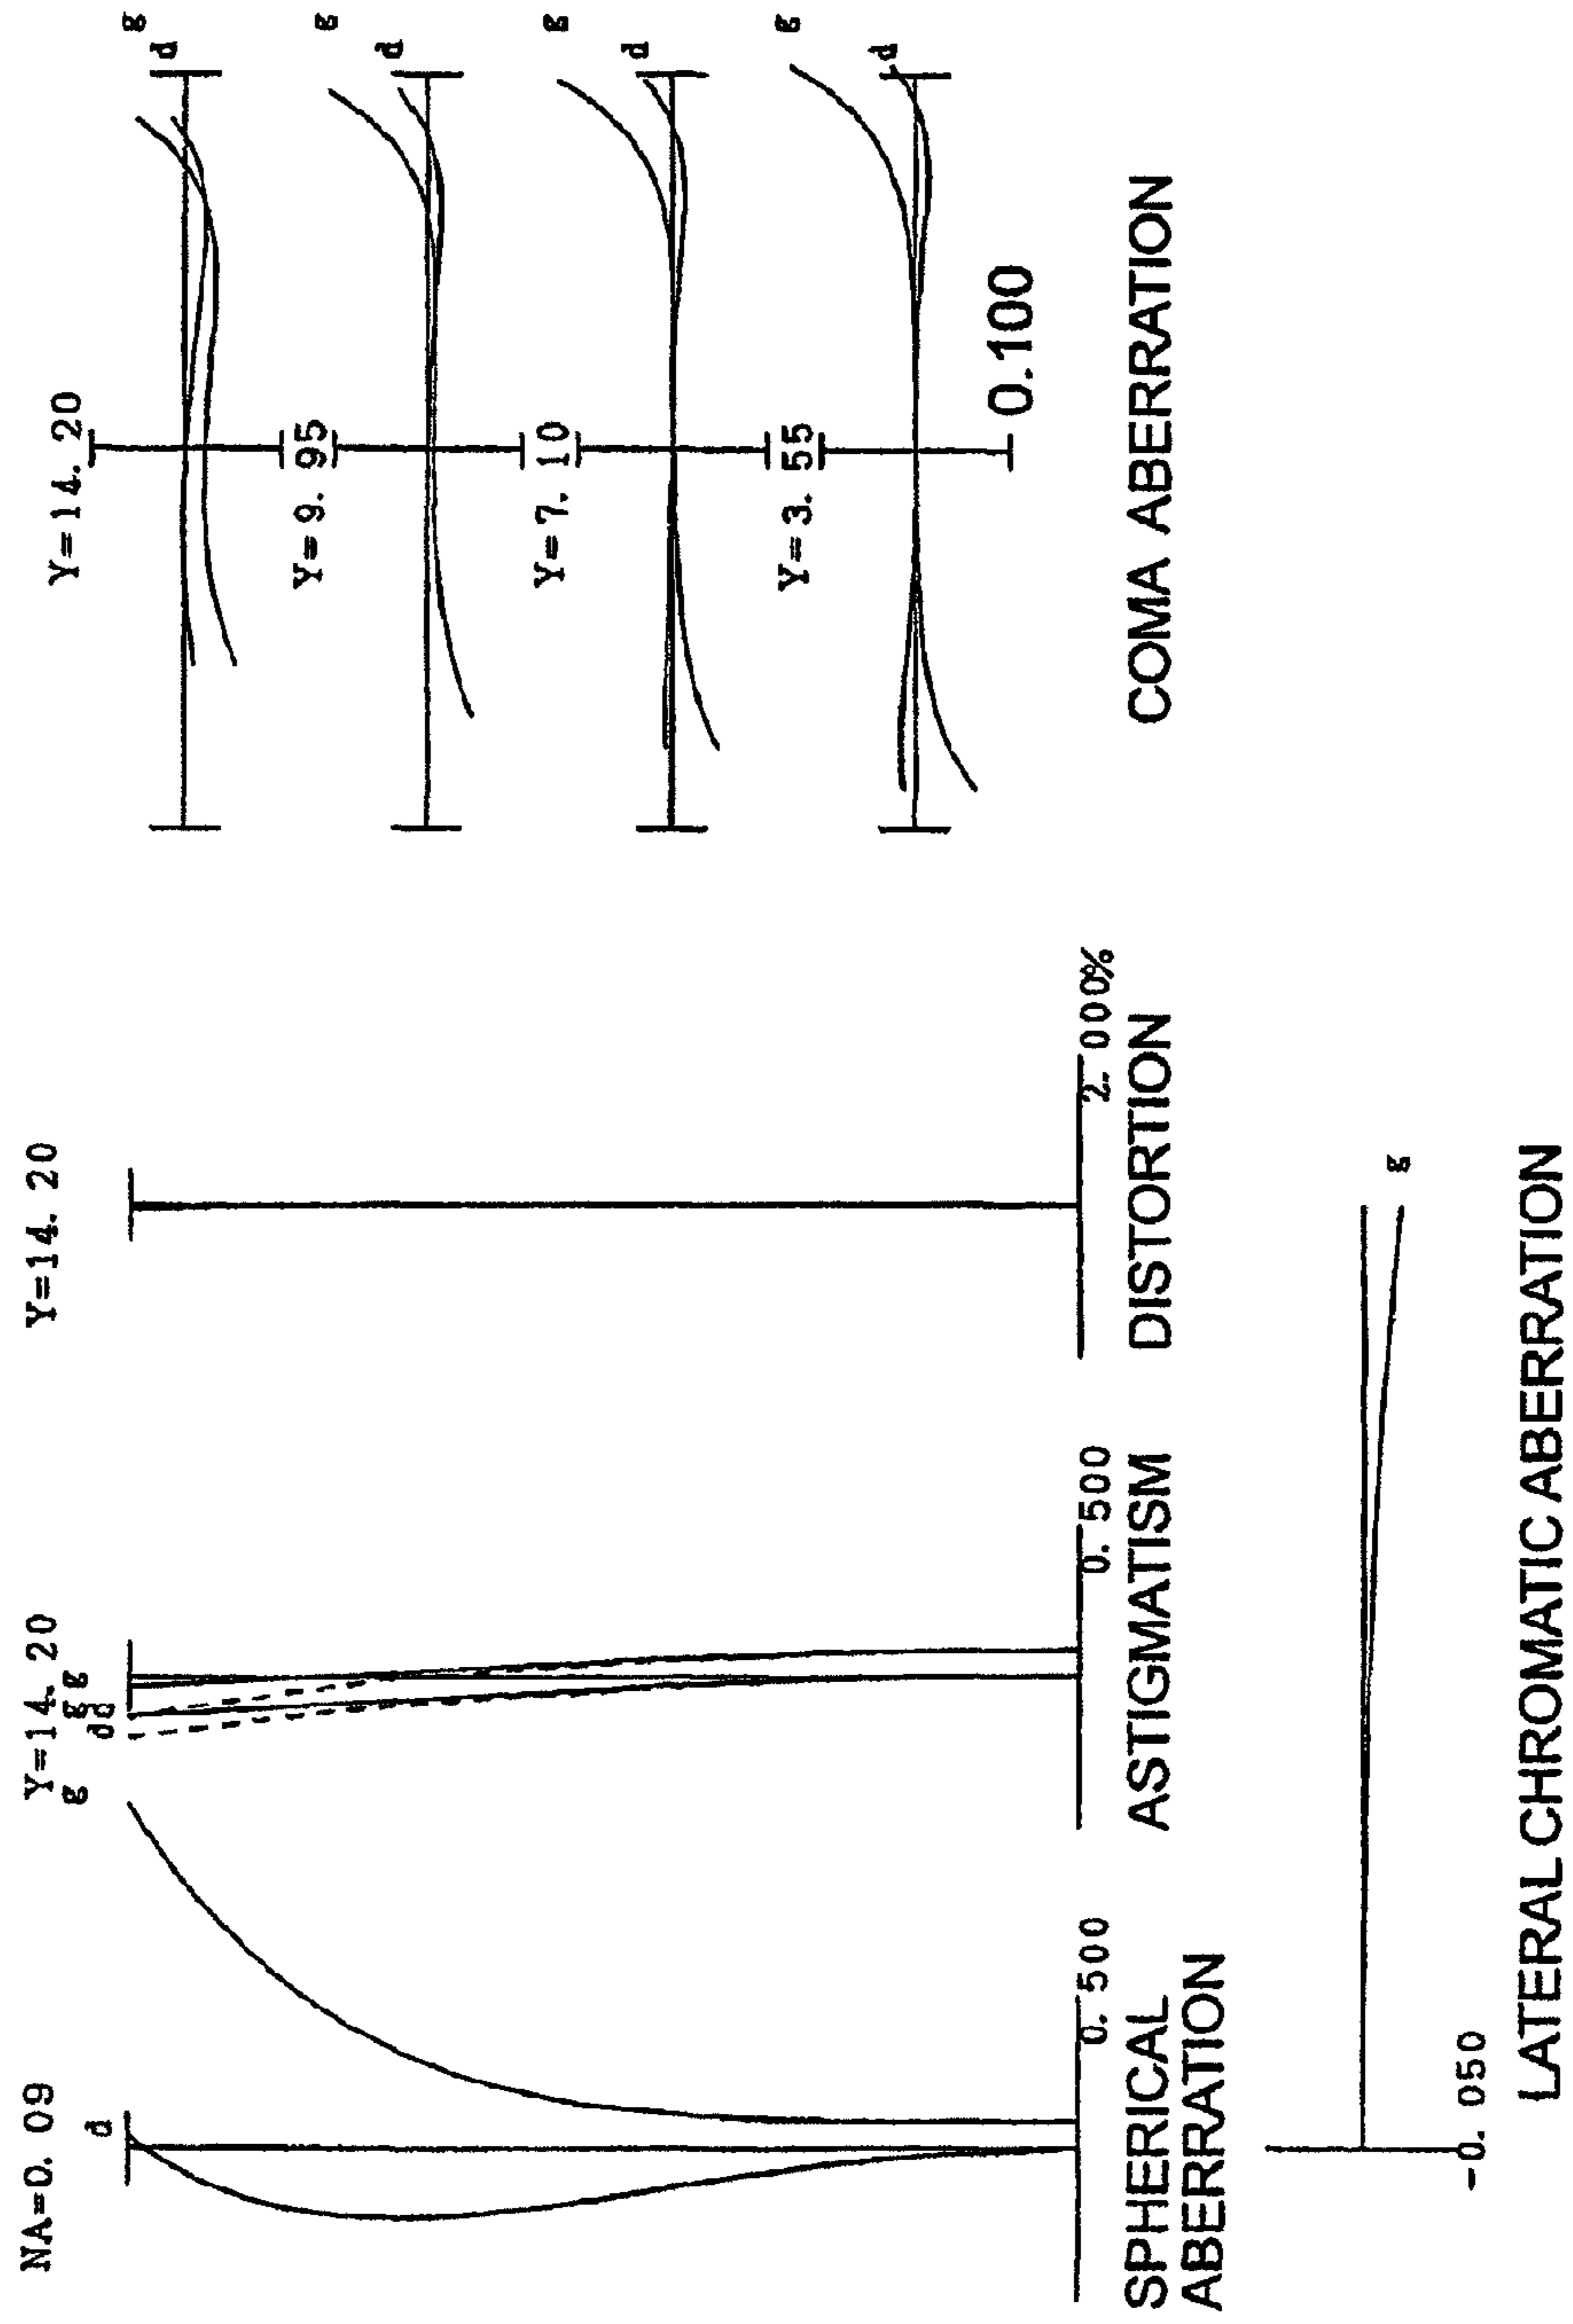 NA=0.09
d
g
0.500
SPHERICAL
ABERRATION
Y=14.20
g g
d d
0.500
ASTIGMATISM
Y=14.20
2.000%
DISTORTION
Y=14.20
g
d
Y=9.95
g
d
Y=7.10
g
d
Y=3.55
g
d
0.100
COMA ABERRATION
g
-0.050
LATERAL CHROMATIC ABERRATION